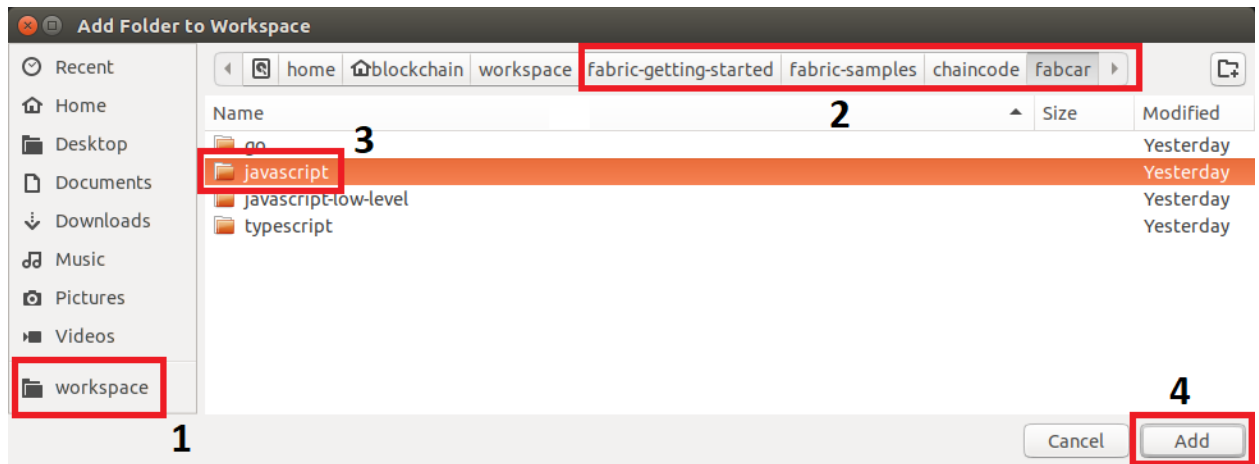 Add Folder to Workspace
Recent
Home
Desktop
Documents
Downloads
Music
Pictures
Videos
workspace
1
home blockchain workspace fabric-getting-started fabric-samples chaincode fabcar
2
Name Size Modified
3
go Yesterday
javascript Yesterday
javascript-low-level Yesterday
typescript Yesterday
4
Cancel Add